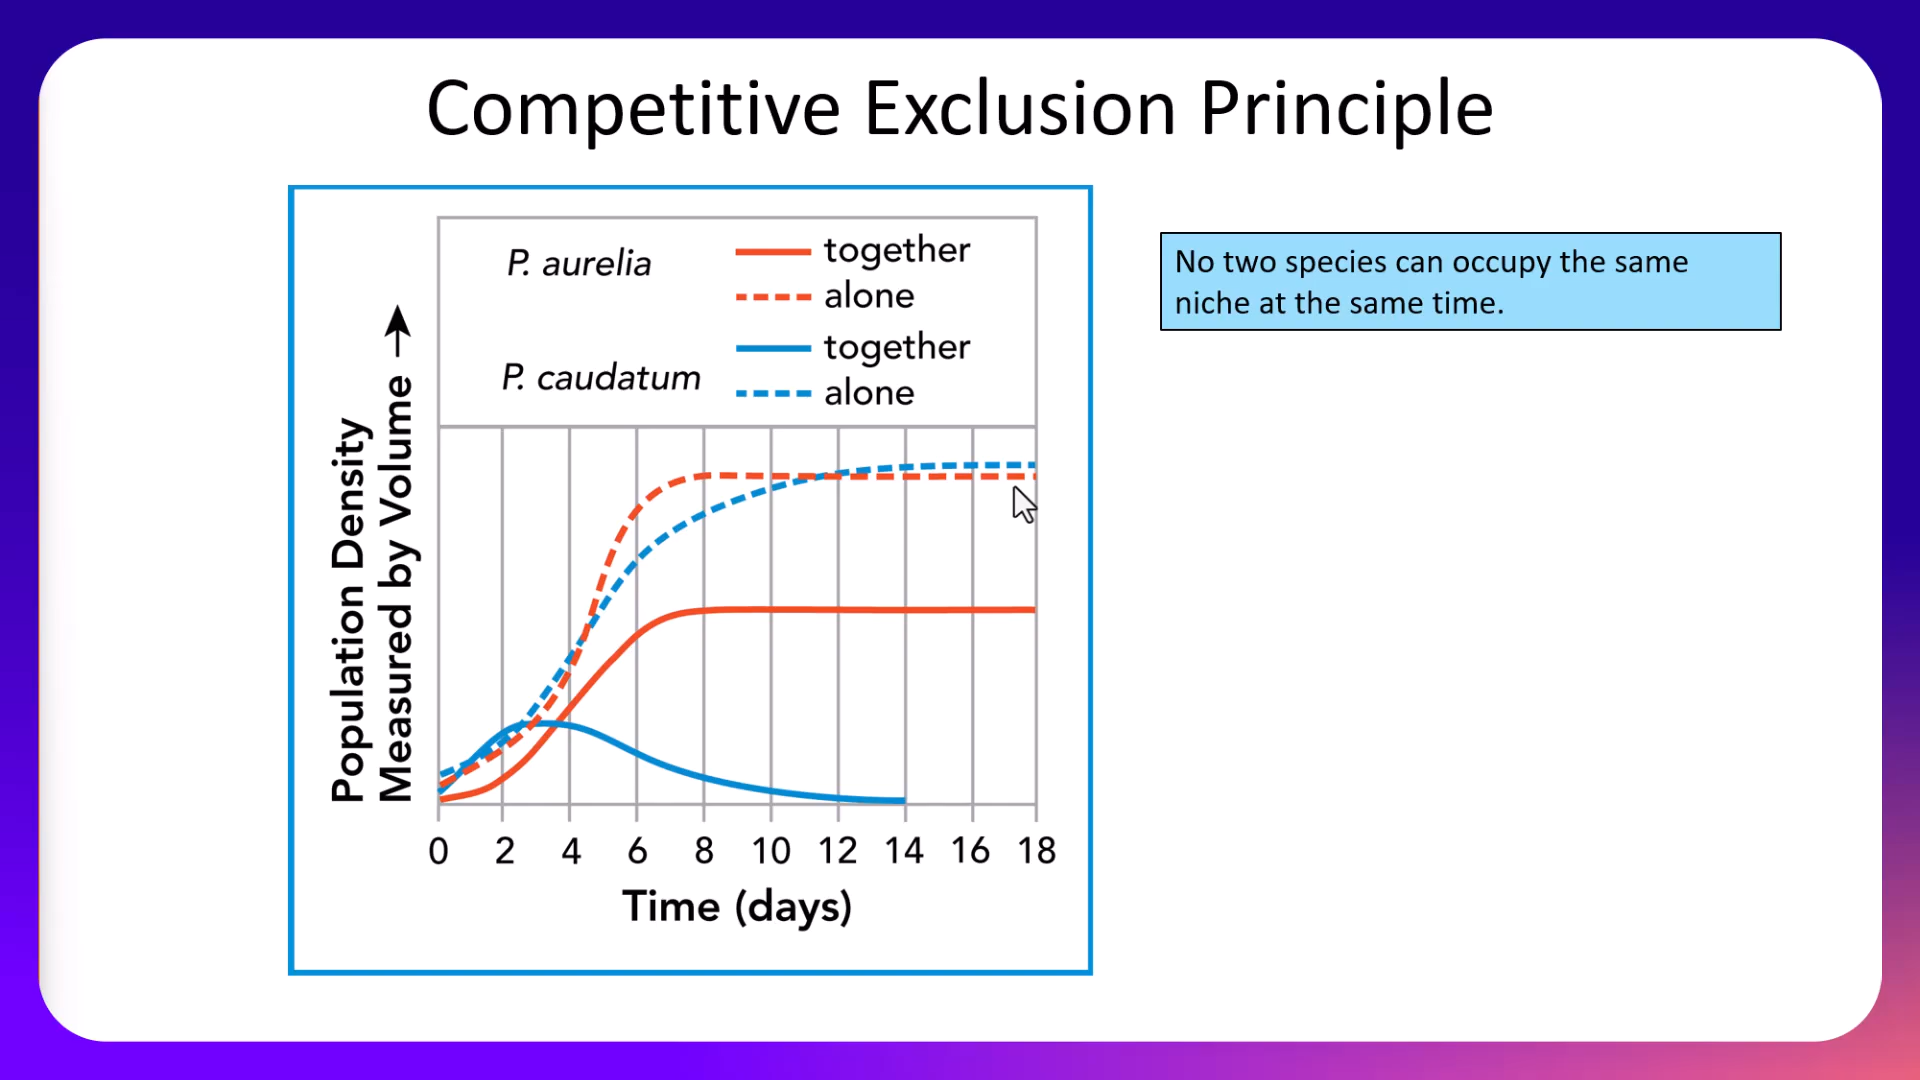 Competitive Exclusion Principle
P. aurelia
together
alone
P. caudatum
together
alone
Population Density
Measured by Volume
0 2 4 6 8 10 12 14 16 18
Time (days)
No two species can occupy the same
niche at the same time.